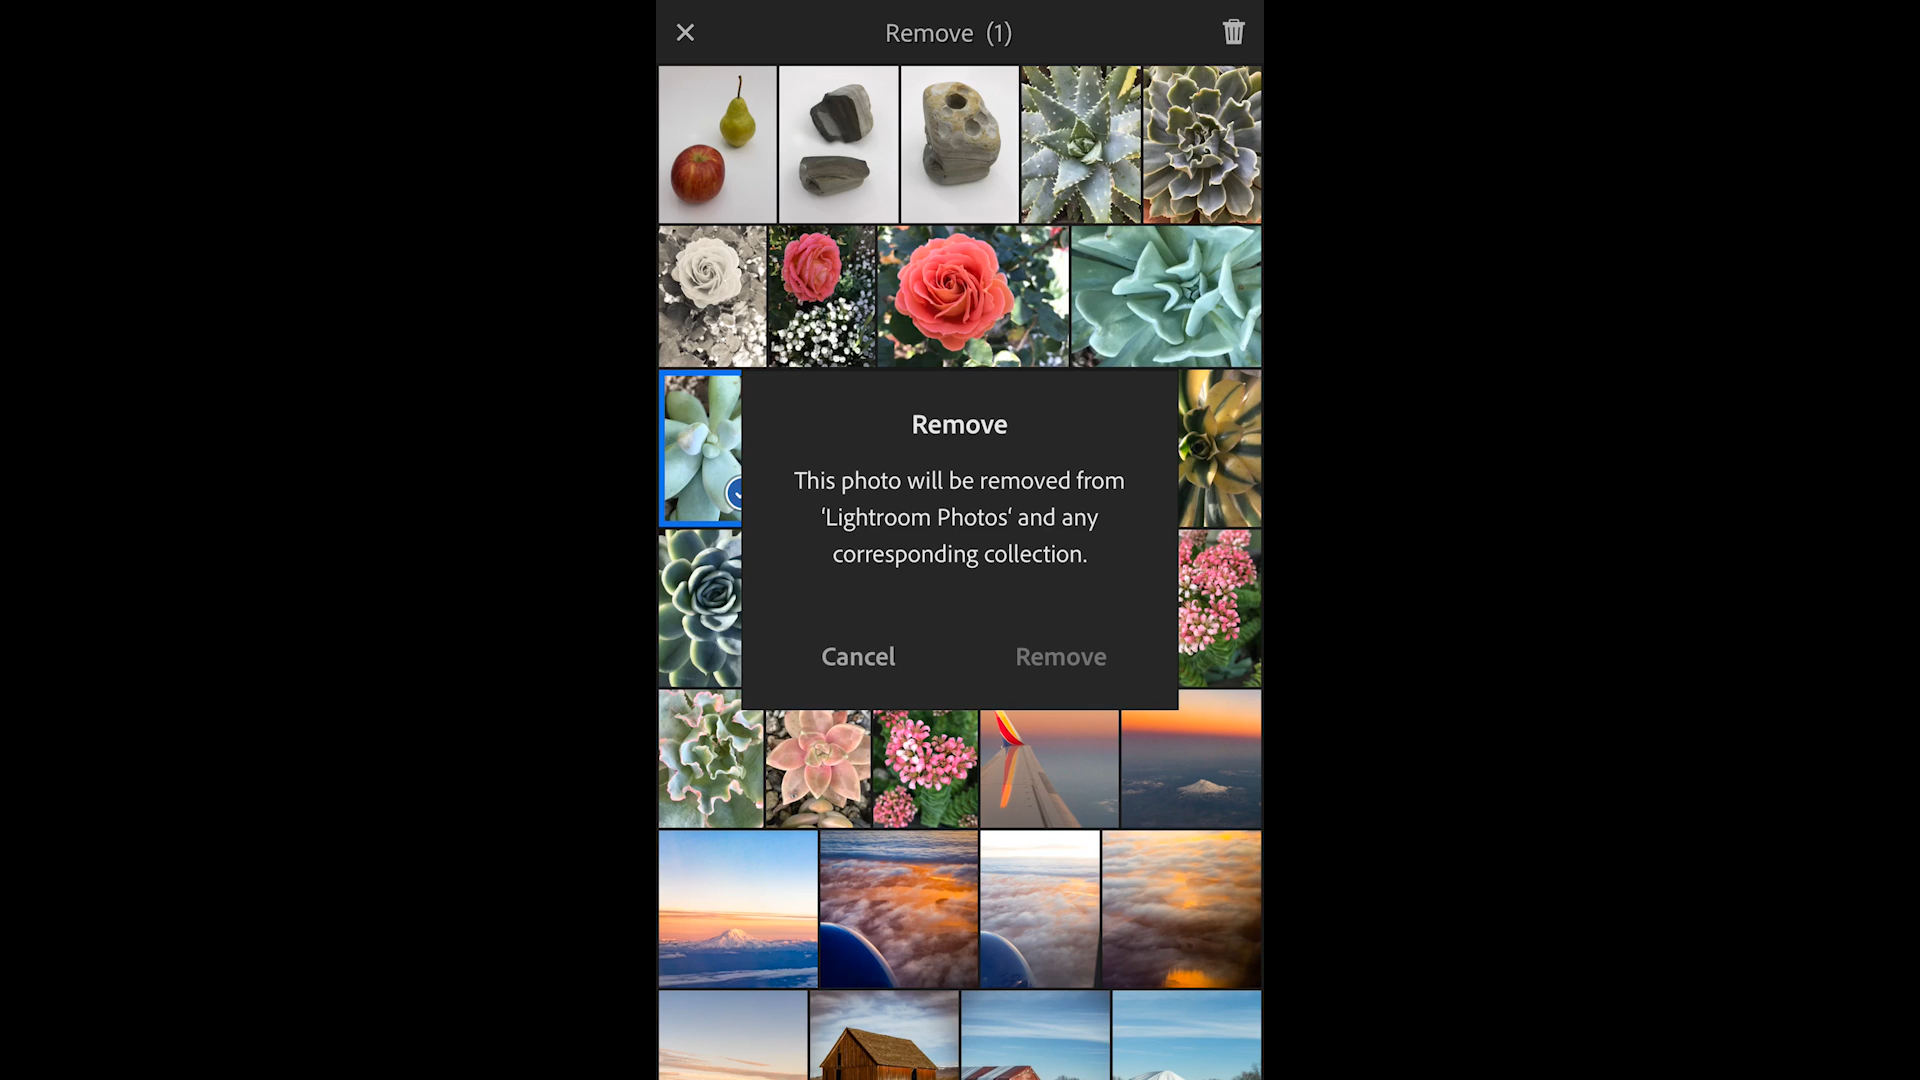 Remove (1)
Remove
This photo will be removed from
‘Lightroom Photos‘ and any
corresponding collection.
Cancel
Remove